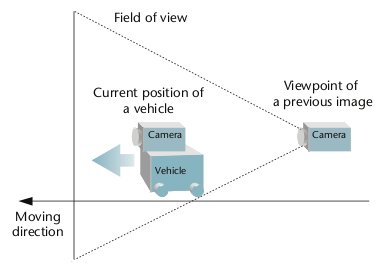 Field of view
Current position of
a vehicle
Viewpoint of
a previous image
Camera
Camera
Vehicle
Moving
direction